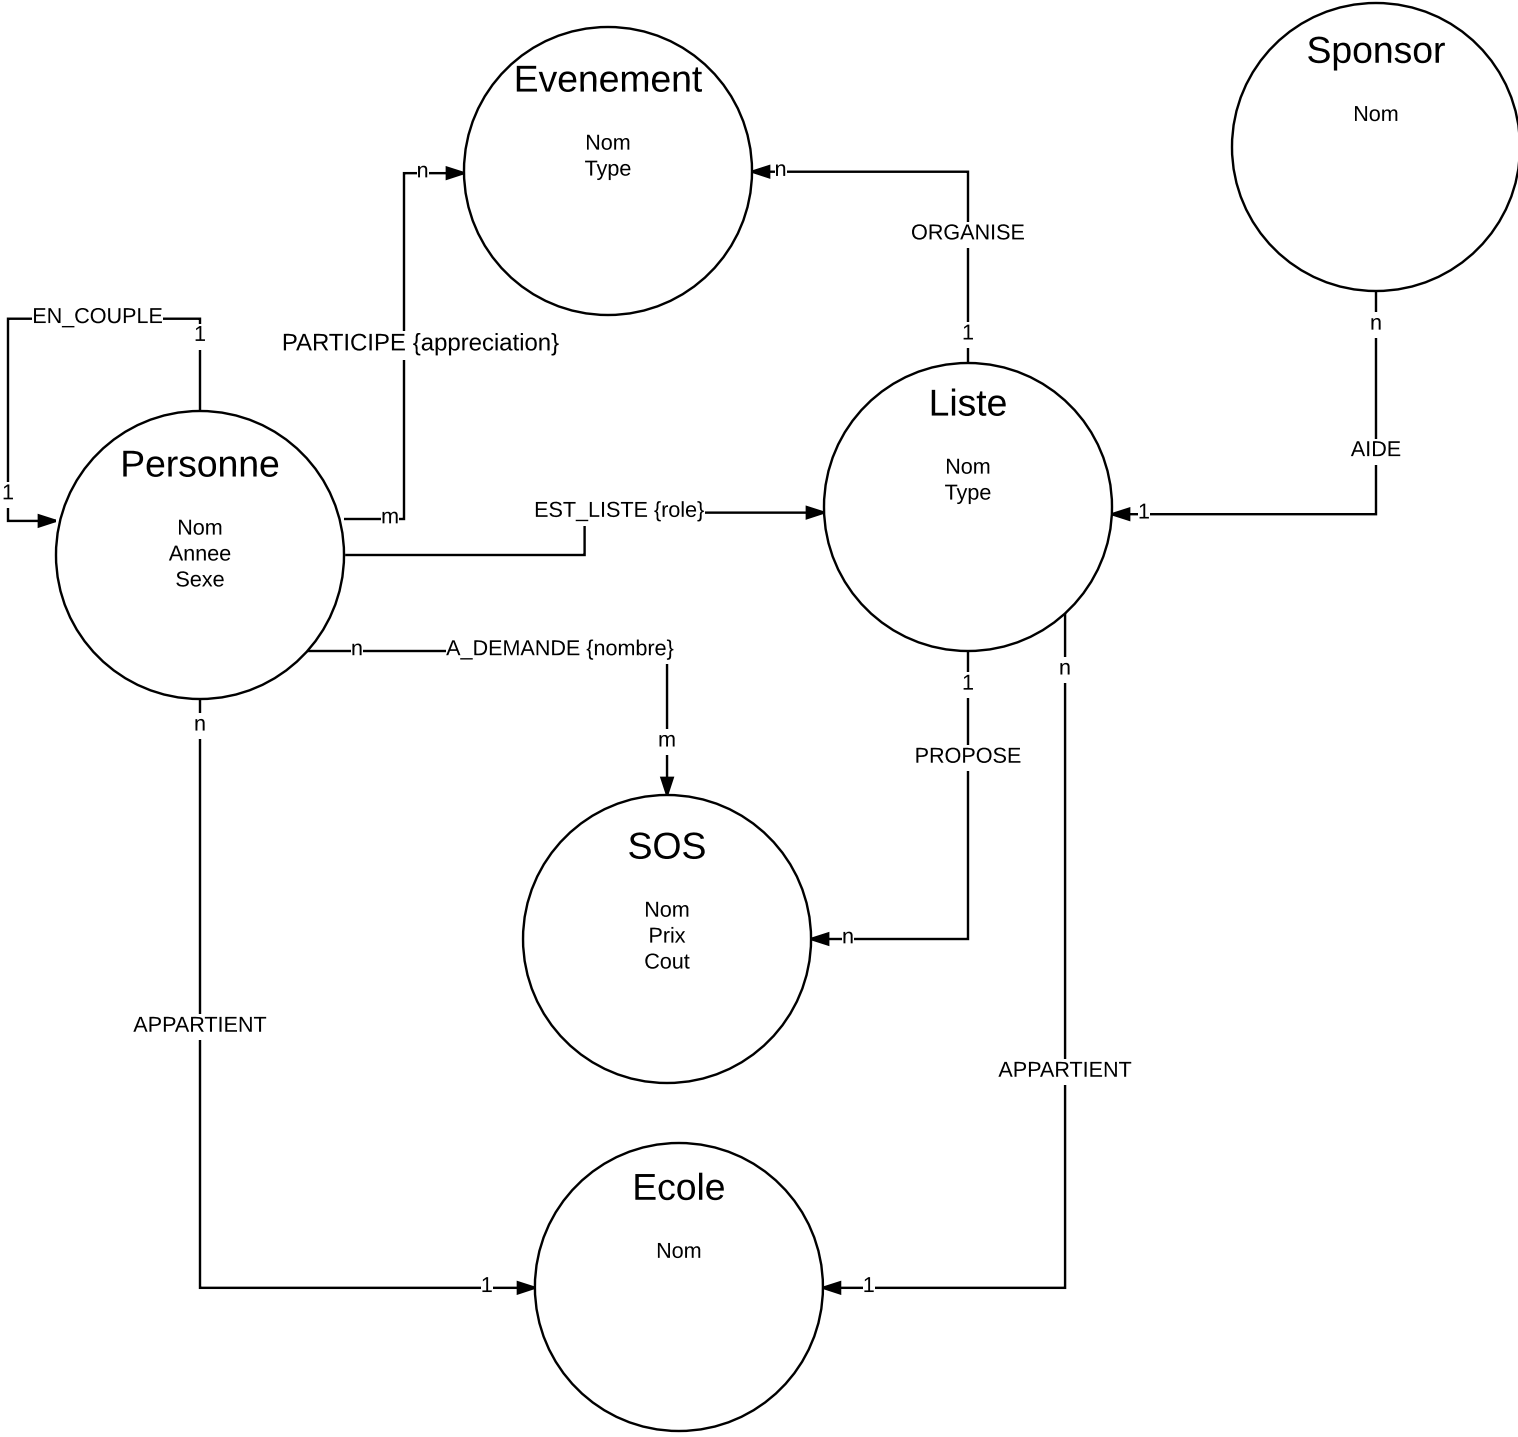 Sponsor
Nom
Evenement
Nom
Type
n
n
ORGANISE
EN_COUPLE
1
1
n
PARTICIPE {appreciation}
Liste
Nom
Type
AIDE
Personne
Nom
Annee
Sexe
1
m
EST_LISTE {role}
1
n
A_DEMANDE {nombre}
n
1
n
m
PROPOSE
SOS
Nom
Prix
Cout
n
APPARTIENT
APPARTIENT
Ecole
Nom
1
1